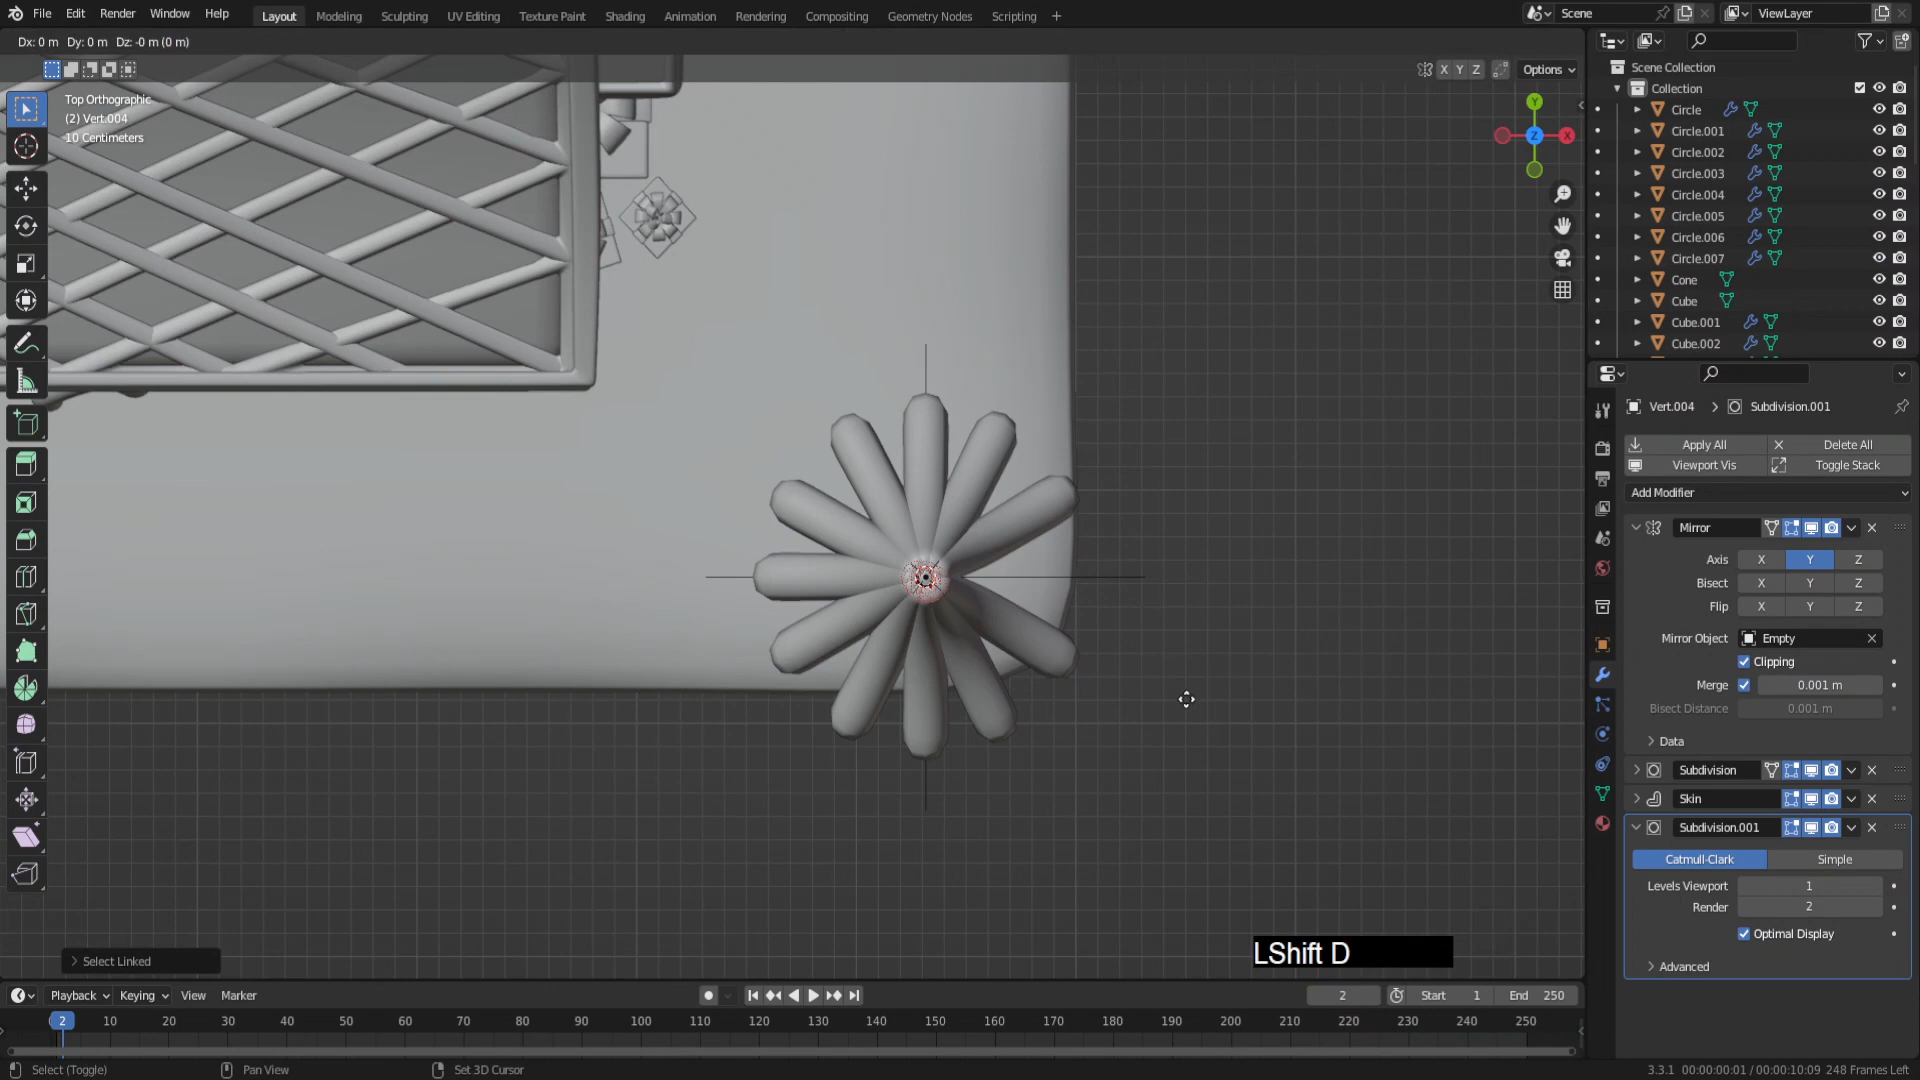 File Edit Render Window Help Layout Modeling Sculpting UV Editing Texture Paint Shading Animation Rendering Compositing Geometry Nodes Scripting + Scene ViewLayer
Dx: 0 m Dy: 0 m Dz: -0 m (0 m)
X Y Z Options
Top Orthographic
(2) Vert.004
10 Centimeters
Y
Z X
Scene Collection
Collection
Circle
Circle.001
Circle.002
Circle.003
Circle.004
Circle.005
Circle.006
Circle.007
Cone
Cube
Cube.001
Cube.002
Vert.004 > Subdivision.001
Apply All Delete All
Viewport Vis Toggle Stack
Add Modifier
Mirror
Axis X Y Z
Bisect X Y Z
Flip X Y Z
Mirror Object Empty
Clipping
Merge 0.001 m
Bisect Distance 0.001 m
Data
Subdivision
Skin
Subdivision.001
Catmull-Clark Simple
Levels Viewport 1
Render 2
Optimal Display
Advanced
LShift D
Select Linked
Playback Keying View Marker 2 Start 1 End 250
2 10 20 30 40 50 60 70 80 90 100 110 120 130 140 150 160 170 180 190 200 210 220 230 240 250
Select (Toggle) Pan View Set 3D Cursor 3.3.1 00:00:00:01 / 00:00:10:09 248 Frames Left